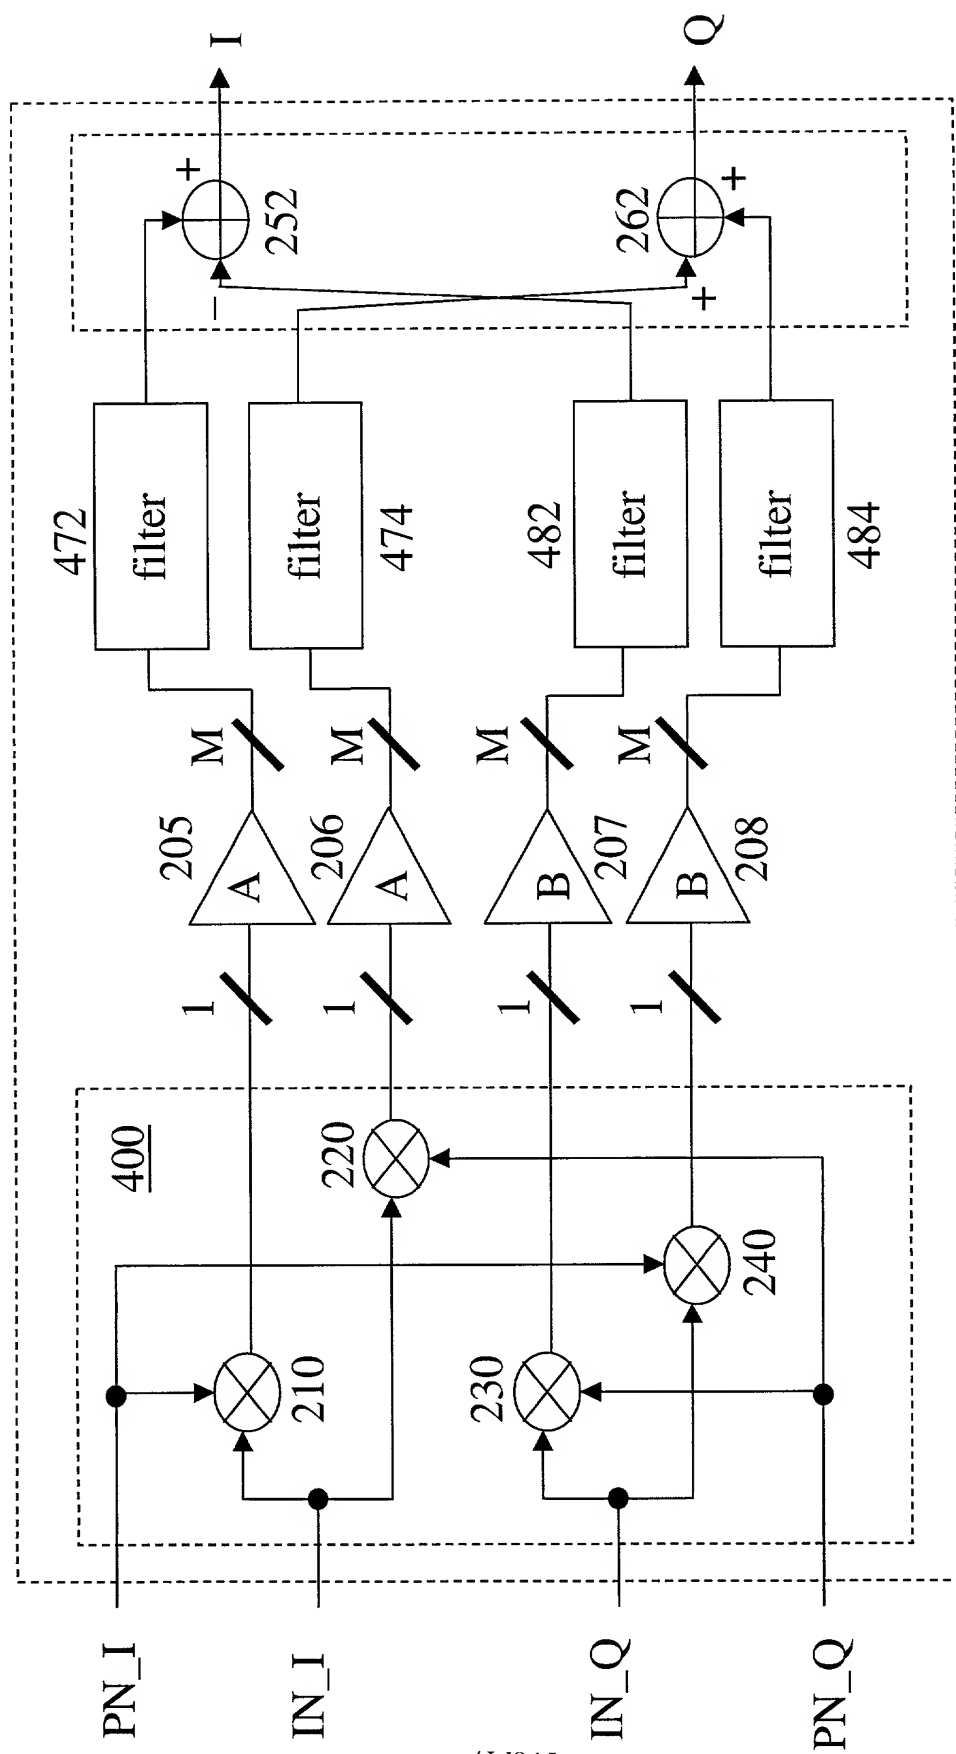 PN_I
IN_I
IN_Q
PN_Q
400
210
220
230
240
1
1
1
1
A
205
A
206
B
207
B
208
M
M
M
M
472
filter
filter
474
482
filter
filter
484
+
−
252
262
+
+
I
Q